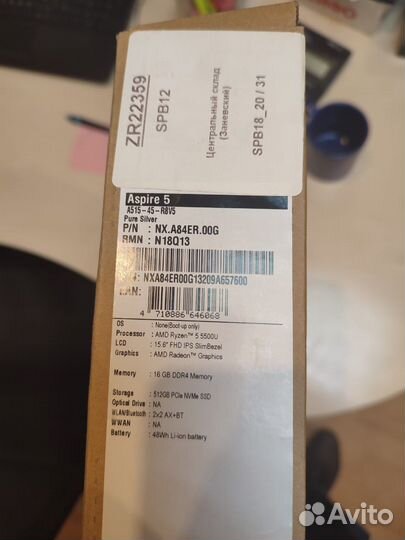 ZR22359
SPB12
Центральный склад
(Заневский)
SPB18_20 / 31
Aspire 5
A515-45-R8V5
Pure Silver
P/N : NX.A84ER.00G
RMN : N18Q13
: NXA84ER00G13209A657600
EAN:
4 710886 646068
OS : None(Boot-up only)
Processor : AMD Ryzen™ 5 5500U
LCD : 15.6" FHD IPS SlimBezel
Graphics : AMD Radeon™ Graphics
Memory : 16 GB DDR4 Memory
Storage : 512GB PCIe NVMe SSD
Optical Drive : NA
WLAN/Bluetooth : 2x2 AX+BT
WWAN : NA
Battery : 48Wh Li-ion battery
Avito